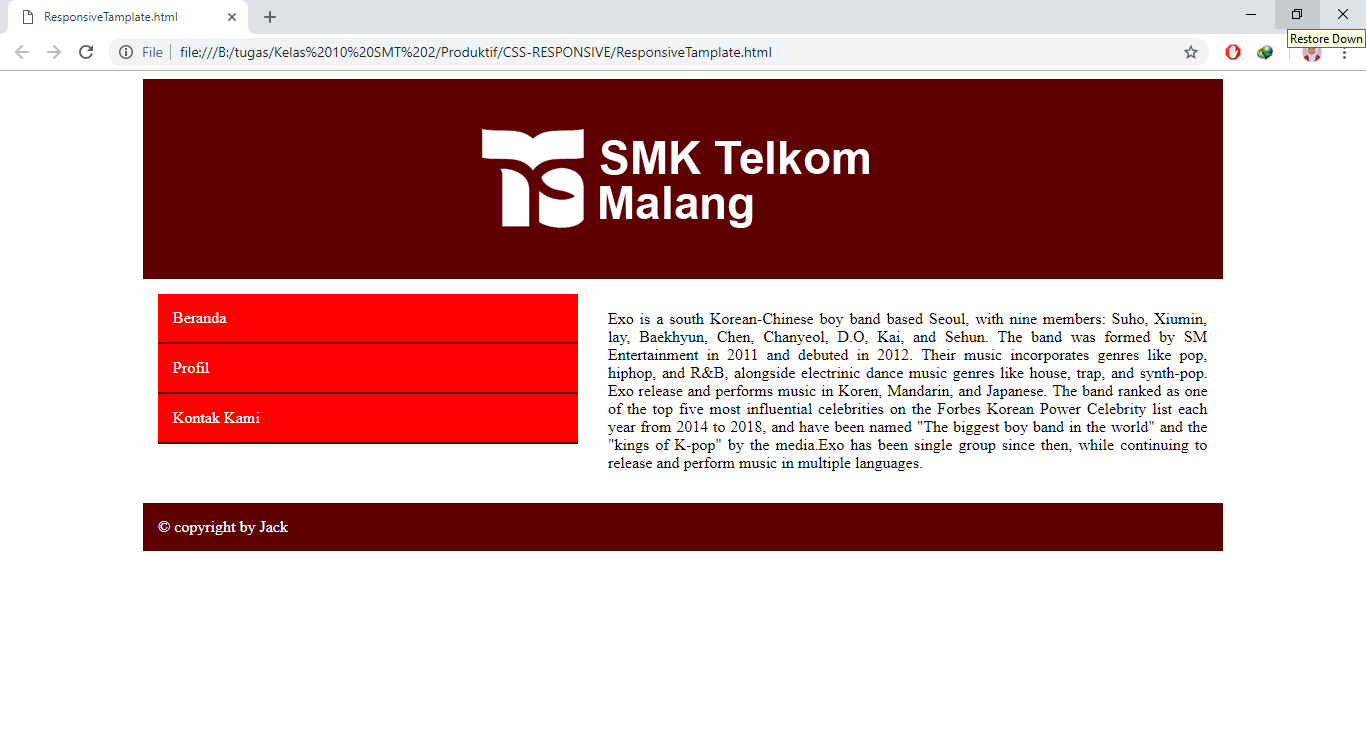 ResponsiveTamplate.html
File
file:///B:/tugas/Kelas%2010%20SMT%202/Produktif/CSS-RESPONSIVE/ResponsiveTamplate.html
Restore Down
SMK Telkom
Malang
Beranda
Profil
Kontak Kami
Exo is a south Korean-Chinese boy band based Seoul, with nine members: Suho, Xiumin,
lay, Baekhyun, Chen, Chanyeol, D.O, Kai, and Sehun. The band was formed by SM
Entertainment in 2011 and debuted in 2012. Their music incorporates genres like pop,
hiphop, and R&B, alongside electrinic dance music genres like house, trap, and synth-pop.
Exo release and performs music in Koren, Mandarin, and Japanese. The band ranked as one
of the top five most influential celebrities on the Forbes Korean Power Celebrity list each
year from 2014 to 2018, and have been named "The biggest boy band in the world" and the
"kings of K-pop" by the media.Exo has been single group since then, while continuing to
release and perform music in multiple languages.
© copyright by Jack